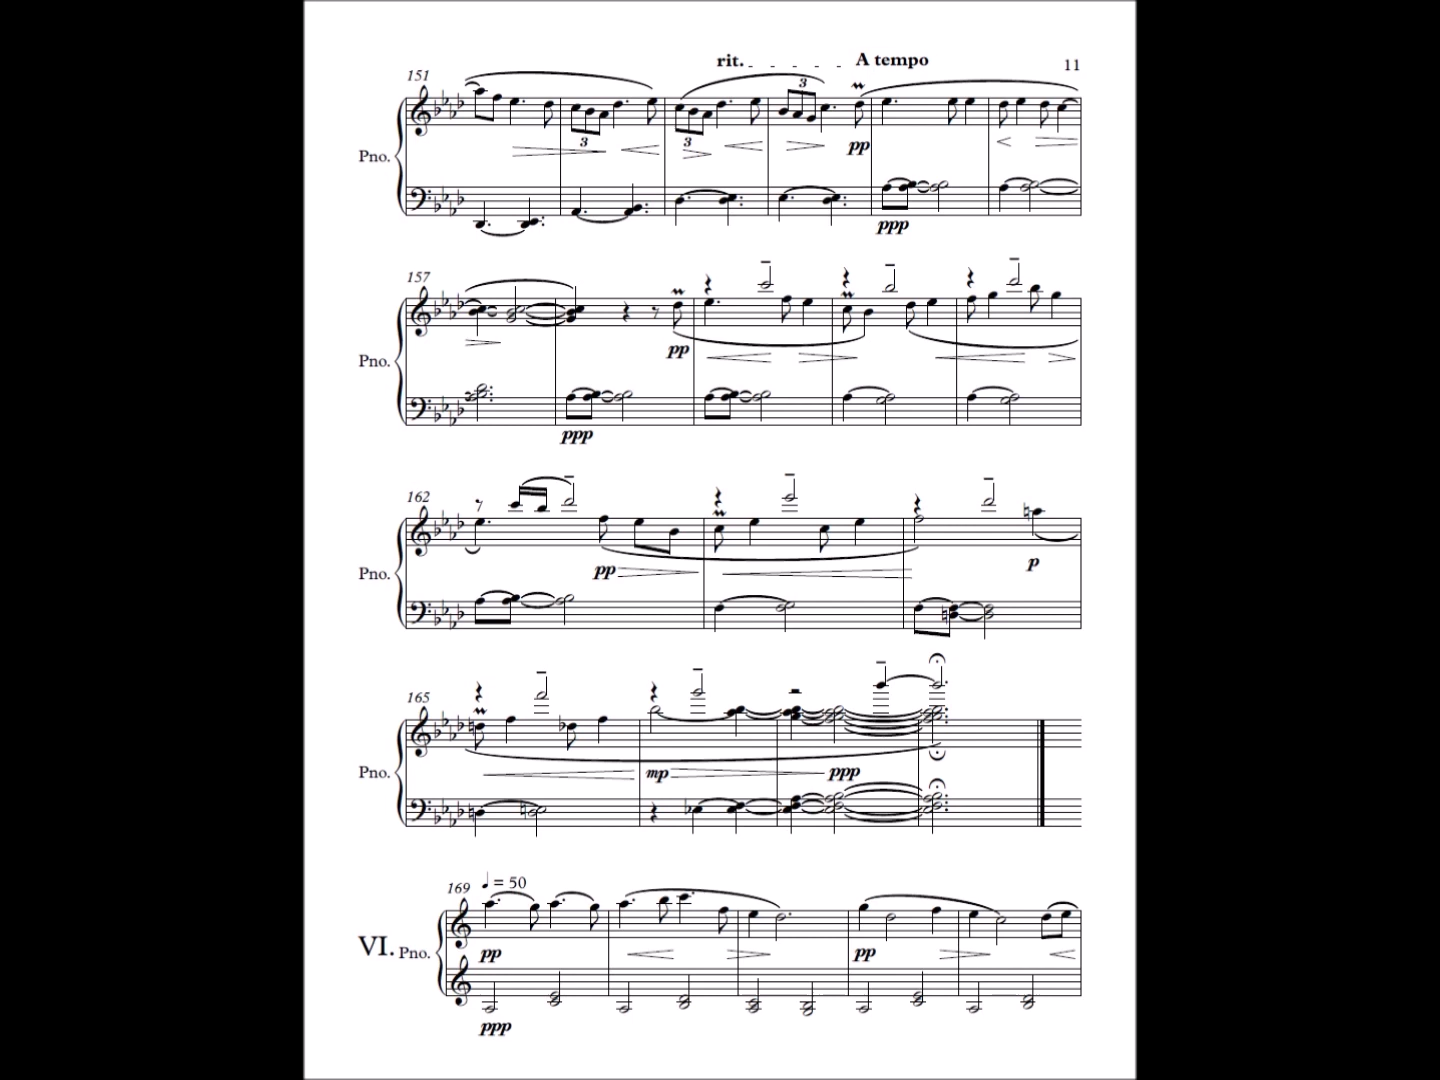 rit. A tempo 11
151
3 3 3
Pno.
pp
ppp
157
Pno.
pp
ppp
162
Pno.
pp p
165
Pno.
mp ppp
169 ♩ = 50
VI. Pno.
pp pp
ppp